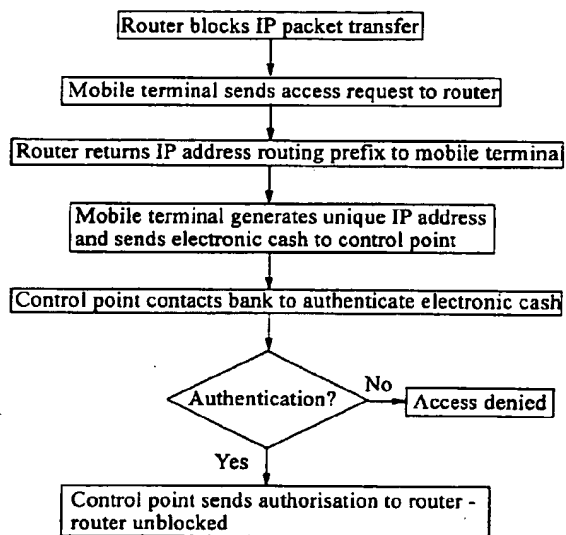 Router blocks IP packet transfer
Mobile terminal sends access request to router
Router returns IP address routing prefix to mobile terminal
Mobile terminal generates unique IP address
and sends electronic cash to control point
Control point contacts bank to authenticate electronic cash
Authentication?
No
Access denied
Yes
Control point sends authorisation to router -
router unblocked